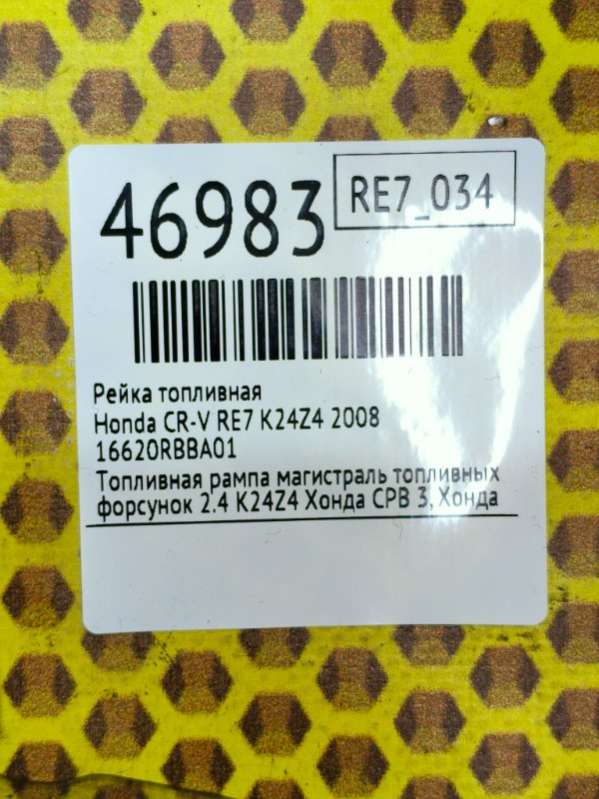 46983
RE7_034
Рейка топливная
Honda CR-V RE7 K24Z4 2008
16620RBBA01
Топливная рампа магистраль топливных
форсунок 2.4 K24Z4 Хонда СРВ 3, Хонда